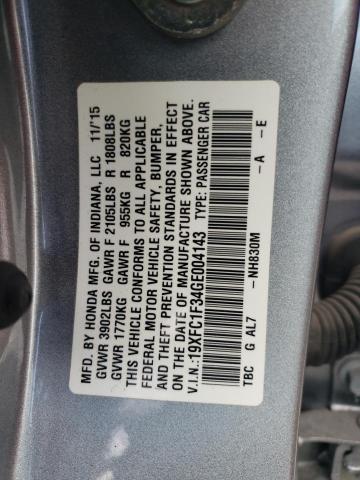 MFD. BY HONDA MFG. OF INDIANA, LLC 11/'15
GVWR 3902LBS GAWR F 2105LBS R 1808LBS
GVWR 1770KG GAWR F 955KG R 820KG
THIS VEHICLE CONFORMS TO ALL APPLICABLE
FEDERAL MOTOR VEHICLE SAFETY, BUMPER,
AND THEFT PREVENTION STANDARDS IN EFFECT
ON THE DATE OF MANUFACTURE SHOWN ABOVE.
V.I.N.:19XFC1F34GE004143 TYPE: PASSENGER CAR
TBC G AL7 -NH830M -A -E